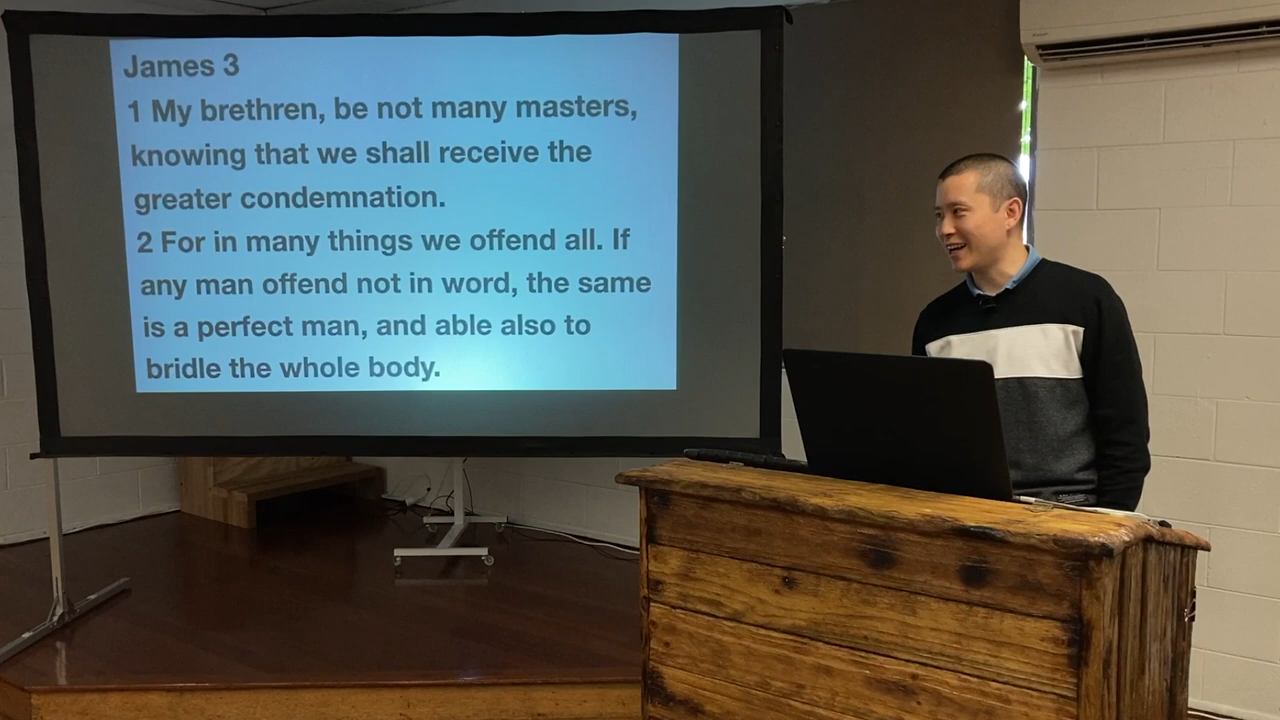 James 3
1 My brethren, be not many masters,
knowing that we shall receive the
greater condemnation.
2 For in many things we offend all. If
any man offend not in word, the same
is a perfect man, and able also to
bridle the whole body.